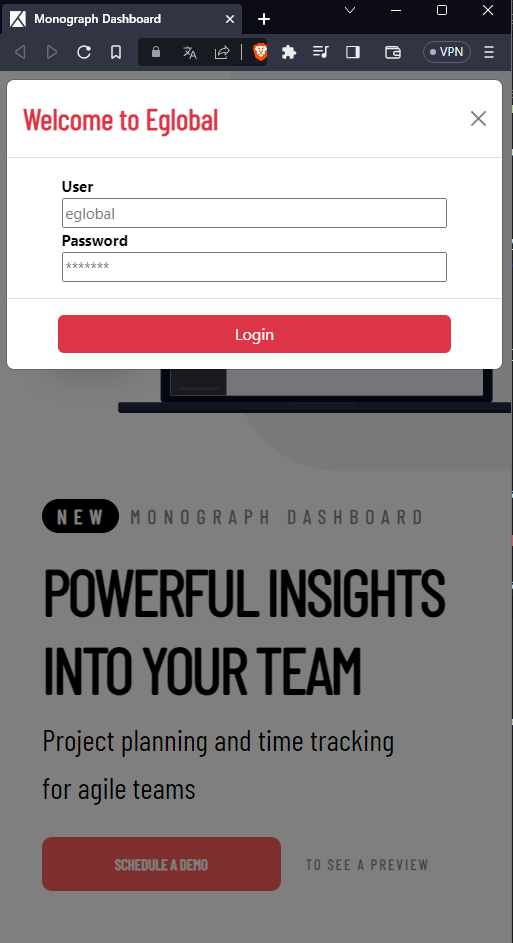 Monograph Dashboard
VPN
Welcome to Eglobal
User
eglobal
Password
*******
Login
NEW MONOGRAPH DASHBOARD
POWERFUL INSIGHTS
INTO YOUR TEAM
Project planning and time tracking
for agile teams
SCHEDULE A DEMO TO SEE A PREVIEW